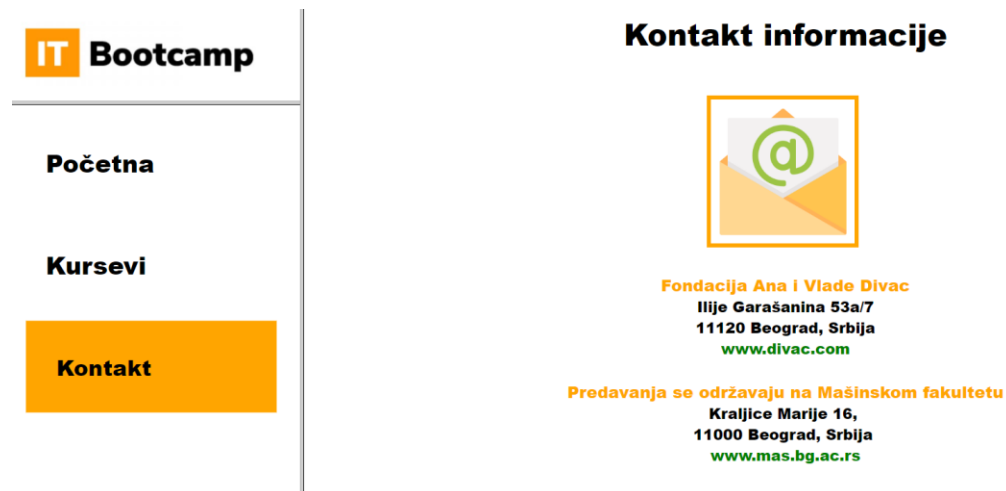 IT Bootcamp
Početna
Kursevi
Kontakt
Kontakt informacije
@
Fondacija Ana i Vlade Divac
Ilije Garašanina 53a/7
11120 Beograd, Srbija
www.divac.com
Predavanja se održavaju na Mašinskom fakultetu
Kraljice Marije 16,
11000 Beograd, Srbija
www.mas.bg.ac.rs